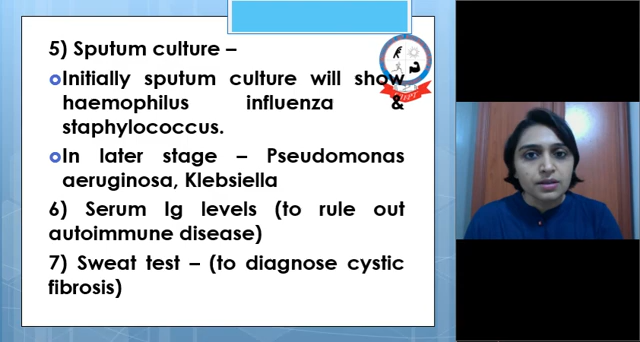 5) Sputum culture –
Initially sputum culture will show
haemophilus influenza &
staphylococcus.
In later stage – Pseudomonas
aeruginosa, Klebsiella
6) Serum Ig levels (to rule out
autoimmune disease)
7) Sweat test – (to diagnose cystic
fibrosis)